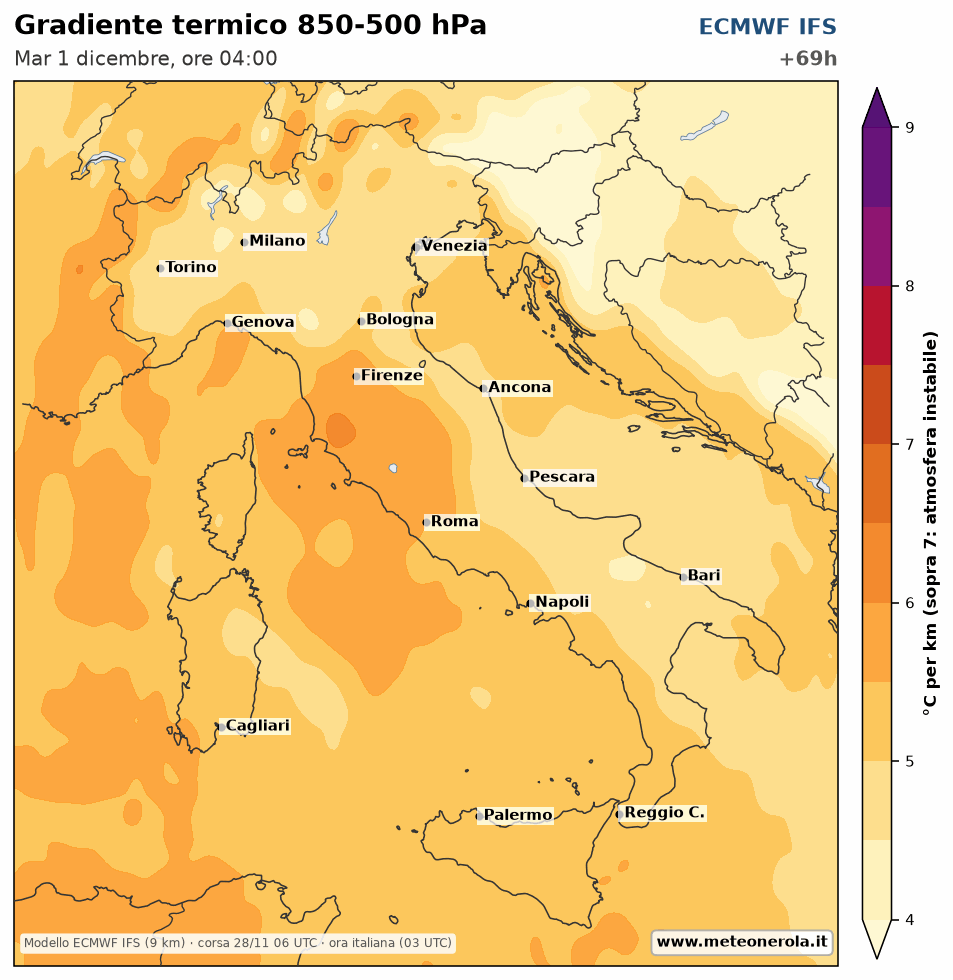 Gradiente termico 850-500 hPa
ECMWF IFS
Mar 1 dicembre, ore 04:00
+69h
Milano
Venezia
Torino
Genova
Bologna
Firenze
Ancona
Pescara
Roma
Bari
Napoli
Cagliari
Palermo
Reggio C.
9
8
7
6
5
4
°C per km (sopra 7: atmosfera instabile)
Modello ECMWF IFS (9 km) · corsa 28/11 06 UTC · ora italiana (03 UTC)
www.meteonerola.it